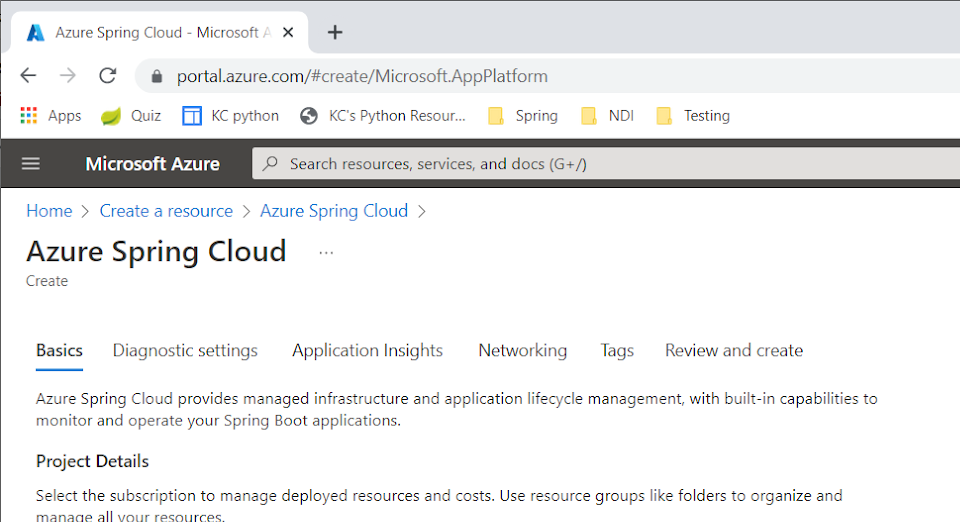 Azure Spring Cloud - Microsoft A
portal.azure.com/#create/Microsoft.AppPlatform
Apps Quiz KC python KC's Python Resour... Spring NDI Testing
Microsoft Azure Search resources, services, and docs (G+/)
Home > Create a resource > Azure Spring Cloud >
Azure Spring Cloud ...
Create
Basics Diagnostic settings Application Insights Networking Tags Review and create
Azure Spring Cloud provides managed infrastructure and application lifecycle management, with built-in capabilities to
monitor and operate your Spring Boot applications.
Project Details
Select the subscription to manage deployed resources and costs. Use resource groups like folders to organize and
manage all your resources.